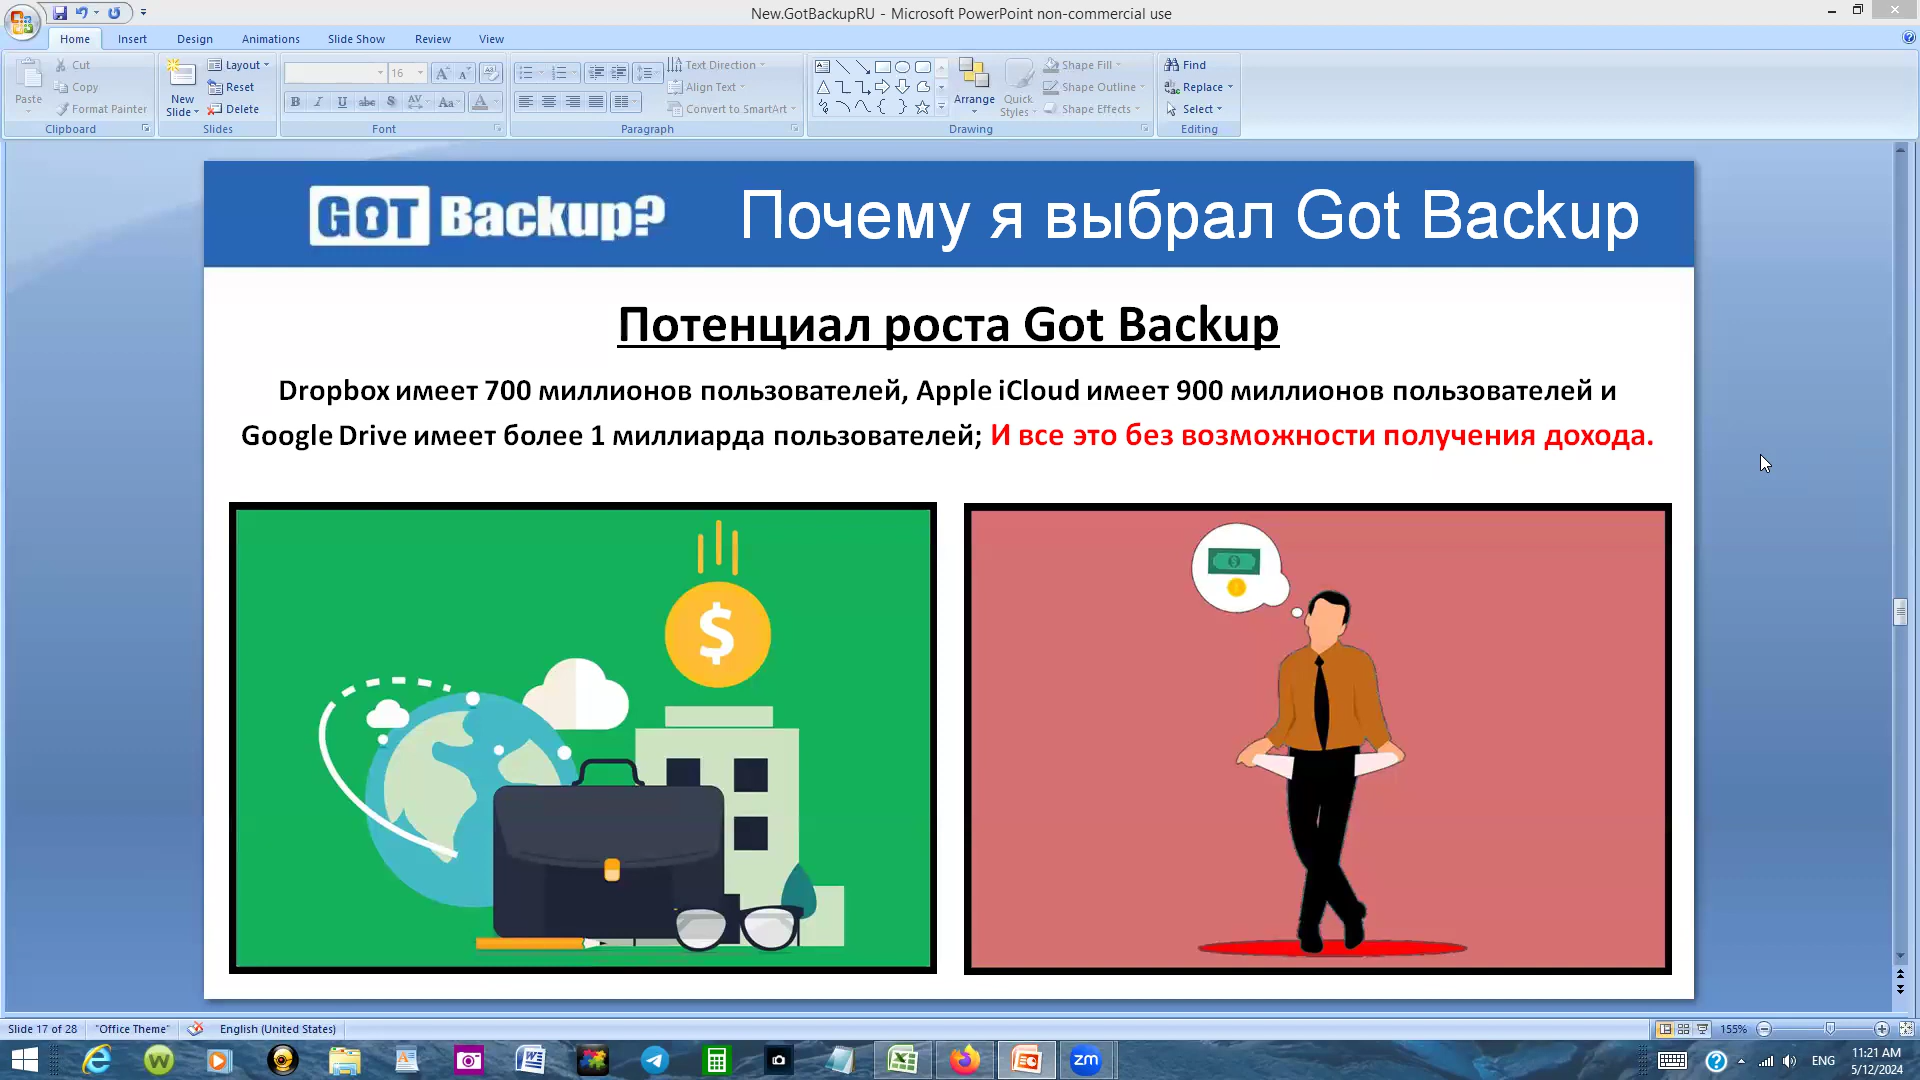 New.GotBackupRU - Microsoft PowerPoint non-commercial use
Home Insert Design Animations Slide Show Review View
Paste Cut Copy Format Painter Clipboard
New Slide Layout Reset Delete Slides
16 B I U abc S AV Aa A Font
Text Direction Align Text Convert to SmartArt Paragraph
Arrange Quick Styles Shape Fill Shape Outline Shape Effects Drawing
Find Replace Select Editing
GOT Backup? Почему я выбрал Got Backup
Потенциал роста Got Backup
Dropbox имеет 700 миллионов пользователей, Apple iCloud имеет 900 миллионов пользователей и
Google Drive имеет более 1 миллиарда пользователей; И все это без возможности получения дохода.
$
Slide 17 of 28 "Office Theme" English (United States) 155%
zm ENG 11:21 AM
5/12/2024